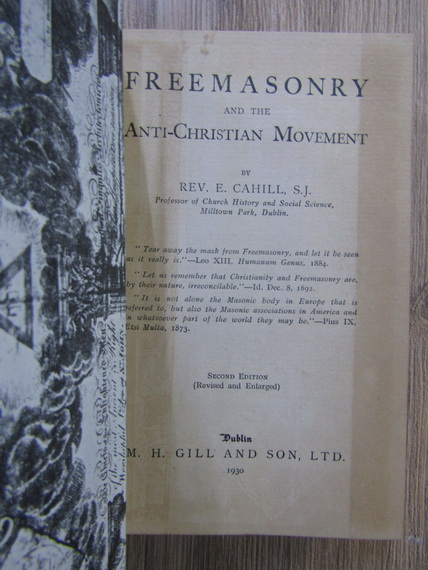 FREEMASONRY
AND THE
ANTI-CHRISTIAN MOVEMENT
BY
REV. E. CAHILL, S.J.
Professor of Church History and Social Science,
Milltown Park, Dublin.
"Tear away the mask from Freemasonry, and let it be seen
as it really is."—Leo XIII, Humanum Genus, 1884.
"Let us remember that Christianity and Freemasonry are,
by their nature, irreconcilable."—Id. Dec. 8, 1892.
"It is not alone the Masonic body in Europe that is
referred to, but also the Masonic associations in America and
in whatsoever part of the world they may be."—Pius IX,
Etsi Multa, 1873.
SECOND EDITION
(Revised and Enlarged)
Dublin
M. H. GILL AND SON, LTD.
1930